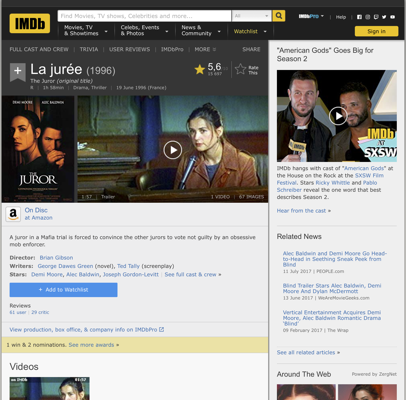 IMDb
Find Movies, TV shows, Celebrities and more...
All
IMDbPro
Help
Movies, TV & Showtimes
Celebs, Events & Photos
News & Community
Watchlist
Sign in
FULL CAST AND CREW | TRIVIA | USER REVIEWS | IMDbPro | MORE
SHARE
La jurée (1996)
The Juror (original title)
R | 1h 58min | Drama, Thriller | 19 June 1996 (France)
5,6
Rate This
DEMI MOORE ALEC BALDWIN
THE JUROR
1:57 | Trailer
1 VIDEO | 67 IMAGES
On Disc
at Amazon
A juror in a Mafia trial is forced to convince the other jurors to vote not guilty by an obsessive
mob enforcer.
Director: Brian Gibson
Writers: George Dawes Green (novel), Ted Tally (screenplay)
Stars: Demi Moore, Alec Baldwin, Joseph Gordon-Levitt | See full cast & crew »
+ Add to Watchlist
Reviews
61 user | 29 critic
View production, box office, & company info on IMDbPro
1 win & 2 nominations. See more awards »
Videos
"American Gods" Goes Big for
Season 2
IMDb
at
SXSW
IMDb hangs with cast of "American Gods" at
the House on the Rock at the SXSW Film
Festival. Stars Ricky Whittle and Pablo
Schreiber reveal the one word that best
describes Season 2.
Hear from the cast »
Related News
Alec Baldwin and Demi Moore Go Head-
to-Head in Seething Sneak Peek from
Blind
11 July 2017 | PEOPLE.com
Blind Trailer Stars Alec Baldwin, Demi
Moore And Dylan McDermott
13 June 2017 | WeAreMovieGeeks.com
Vertical Entertainment Acquires Demi
Moore, Alec Baldwin Romantic Drama
'Blind'
09 February 2017 | The Wrap
See all related articles »
Around The Web
Powered by ZergNet